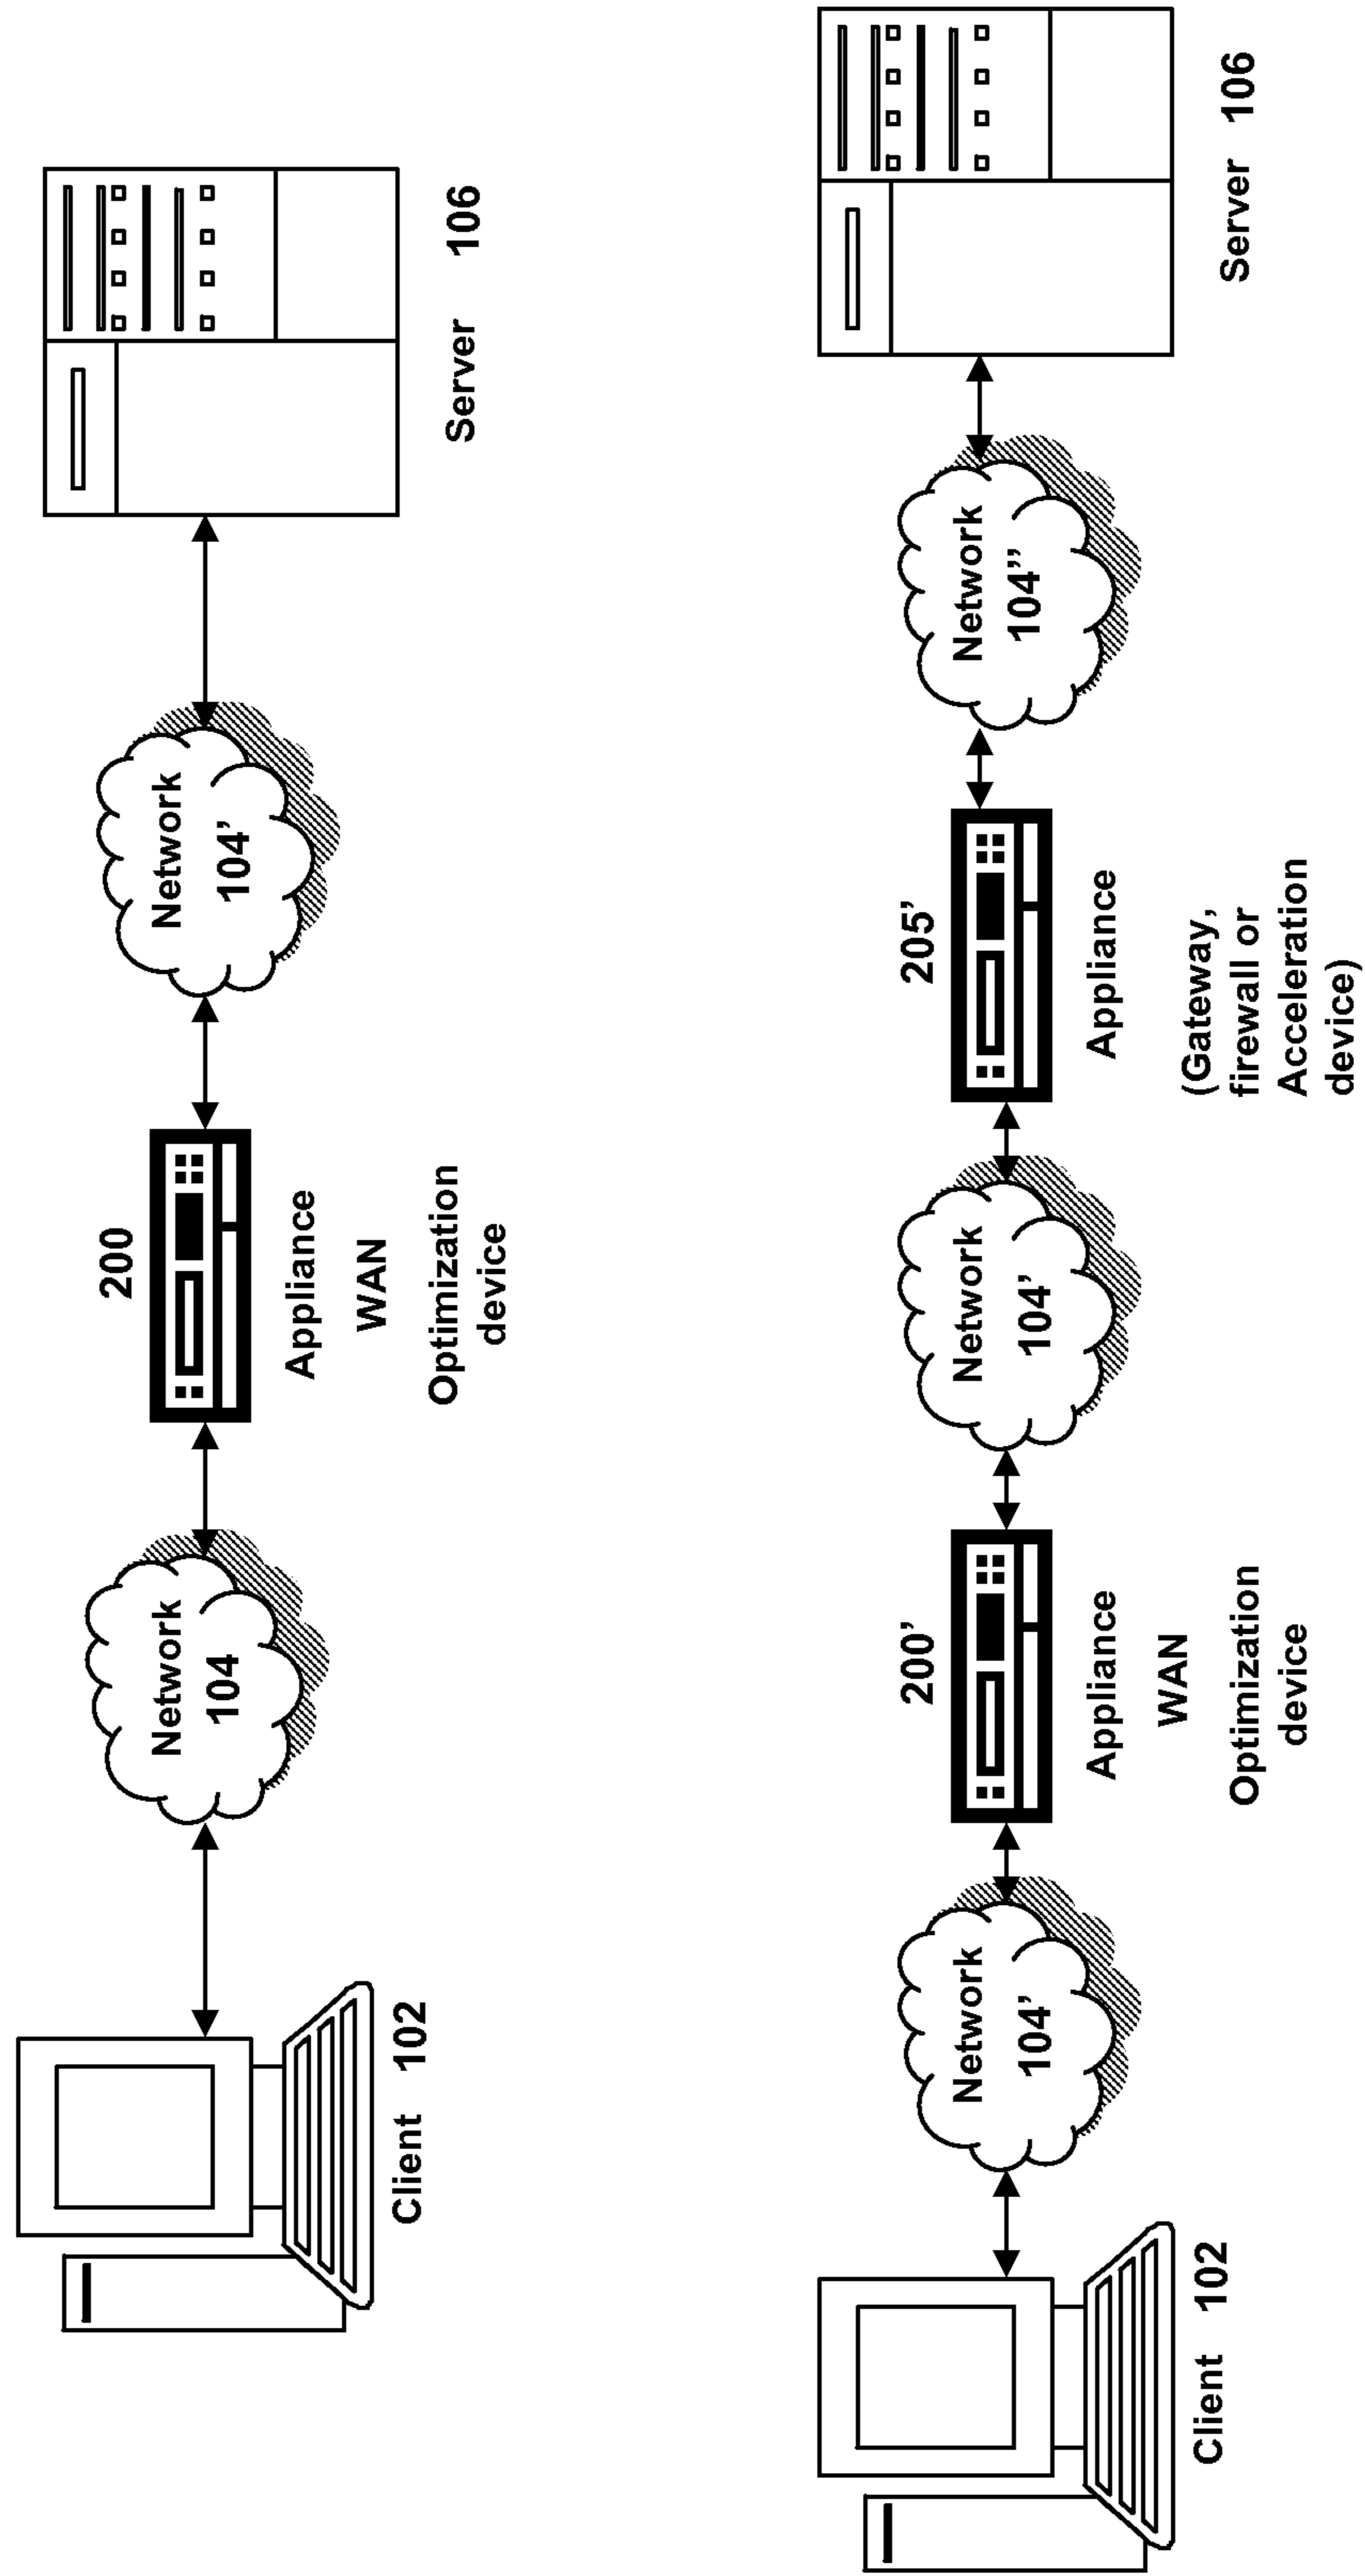 Client 102
Network
104
200
Appliance
WAN
Optimization
device
Network
104’
Server 106
Client 102
Network
104’
200’
Appliance
WAN
Optimization
device
Network
104’
205’
Appliance
(Gateway,
firewall or
Acceleration
device)
Network
104’’
Server 106